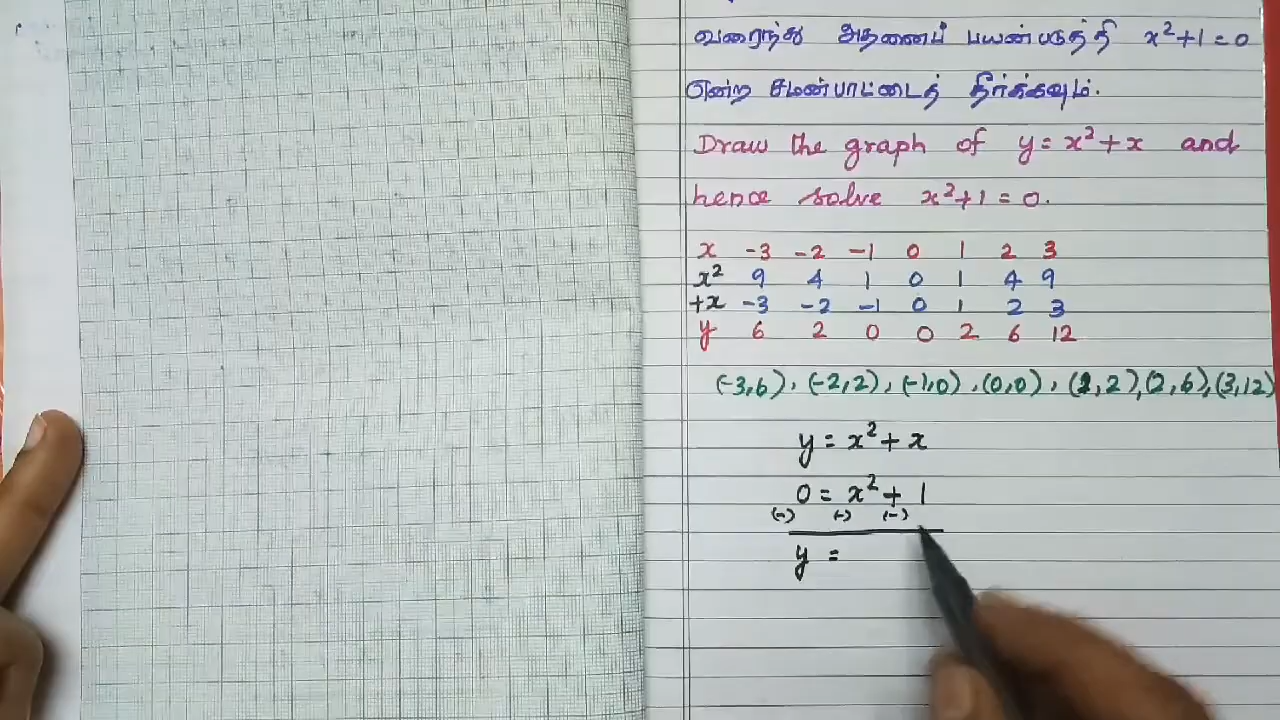 வரைந்து அதனைப் பயன்படுத்தி x²+1=0
என்ற சமன்பாட்டைத் தீர்க்கவும்.
Draw the graph of y=x²+x and
hence solve x²+1=0.
x -3 -2 -1 0 1 2 3
x² 9 4 1 0 1 4 9
+x -3 -2 -1 0 1 2 3
y 6 2 0 0 2 6 12
(-3,6), (-2,2), (-1,0), (0,0), (1,2), (2,6), (3,12)
y = x² + x
0 = x² + 1
(-) (-) (-)
y =